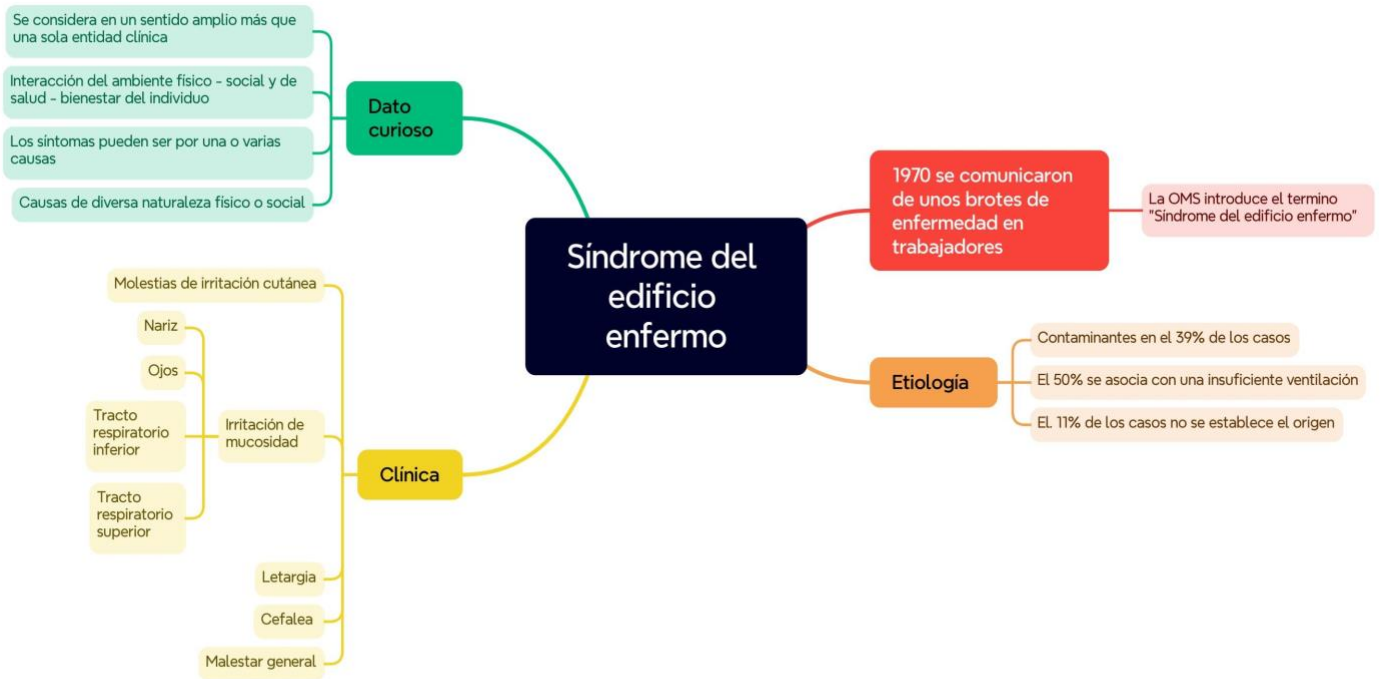 Síndrome del
edificio
enfermo
Dato
curioso
Se considera en un sentido amplio más que
una sola entidad clínica
Interacción del ambiente físico - social y de
salud - bienestar del individuo
Los síntomas pueden ser por una o varias
causas
Causas de diversa naturaleza físico o social
1970 se comunicaron
de unos brotes de
enfermedad en
trabajadores
La OMS introduce el termino
"Síndrome del edificio enfermo"
Etiología
Contaminantes en el 39% de los casos
El 50% se asocia con una insuficiente ventilación
El. 11% de los casos no se establece el origen
Clínica
Molestias de irritación cutánea
Irritación de
mucosidad
Nariz
Ojos
Tracto
respiratorio
inferior
Tracto
respiratorio
superior
Letargia
Cefalea
Malestar general